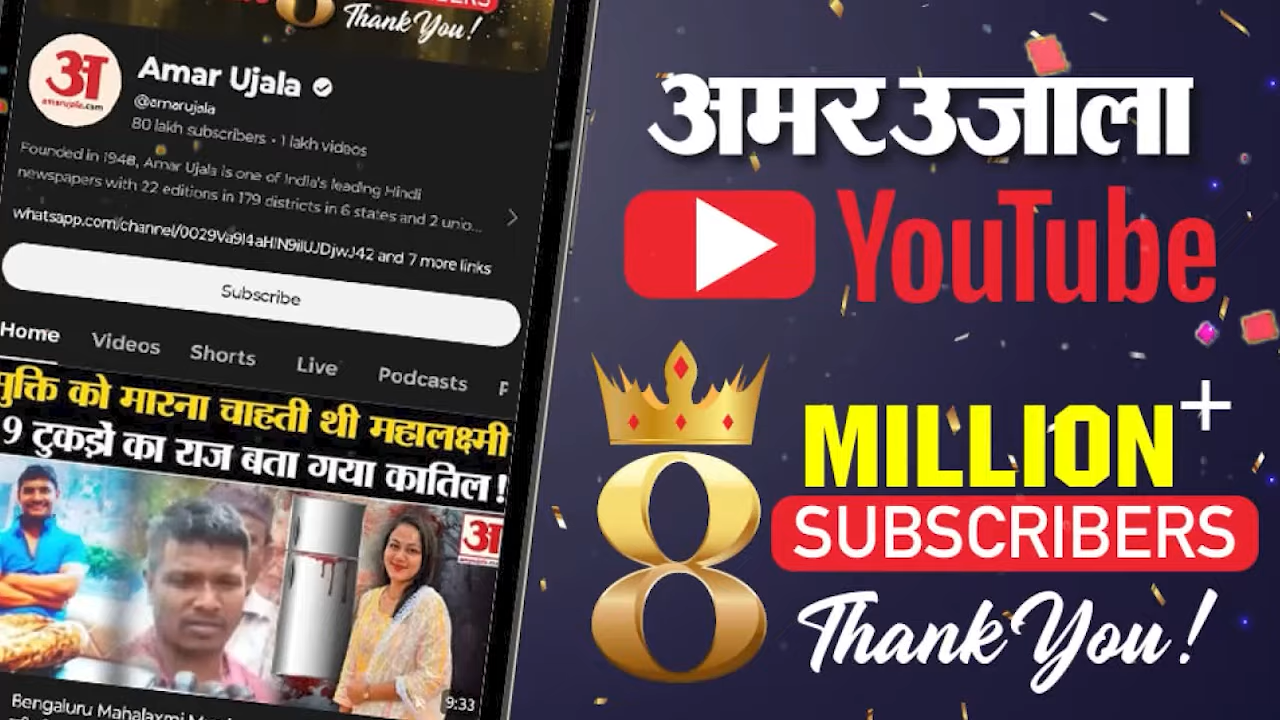 SUBSCRIBERS
8
Thank You!
अ
amarujala.com
Amar Ujala
@amarujala
80 lakh subscribers • 1 lakh videos
Founded in 1948, Amar Ujala is one of India's leading Hindi
newspapers with 22 editions in 179 districts in 6 states and 2 unio...
and 7 more links
Subscribe
Home Videos Shorts Live Podcasts P
मुक्ति को मारना चाहती थी महालक्ष्मी
9 टुकड़ों का राज बता गया कातिल!
अ
9:33
Bengaluru Mahalaxmi
अमर उजाला
YouTube
8 MILLION+
SUBSCRIBERS
Thank You!